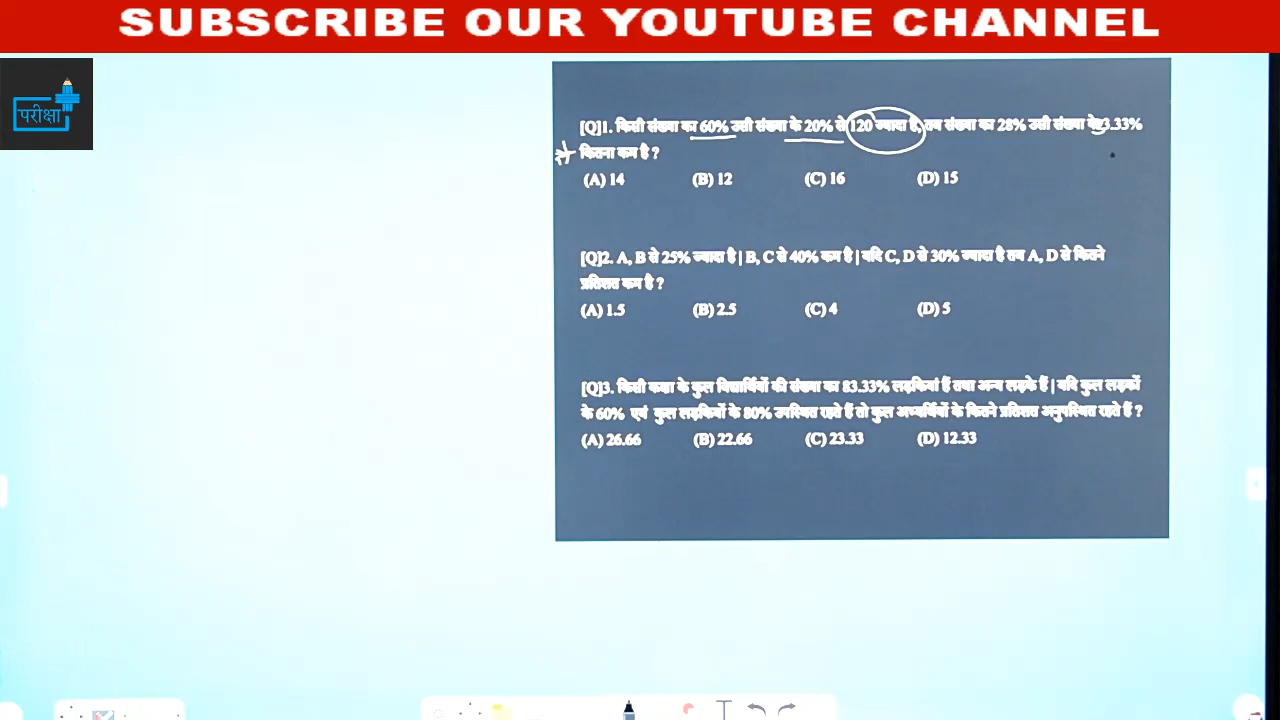 SUBSCRIBE OUR YOUTUBE CHANNEL
परीक्षा
[Q]1. किसी संख्या का 60% उसी संख्या के 20% से 120 ज्यादा है, तब संख्या का 28% उसी संख्या के 3.33%
कितना कम है ?
(A) 14 (B) 12 (C) 16 (D) 15
[Q]2. A, B से 25% ज्यादा है | B, C से 40% कम है | यदि C, D से 30% ज्यादा है तब A, D से कितने
प्रतिशत कम है ?
(A) 1.5 (B) 2.5 (C) 4 (D) 5
[Q]3. किसी कक्षा के कुल विद्यार्थियों की संख्या का 83.33% लड़कियां हैं तथा अन्य लड़के हैं | यदि कुल लड़कों
के 60% एवं कुल लड़कियों के 80% उपस्थित रहते हैं तो कुल अभ्यर्थियों के कितने प्रतिशत अनुपस्थित रहते हैं ?
(A) 26.66 (B) 22.66 (C) 23.33 (D) 12.33